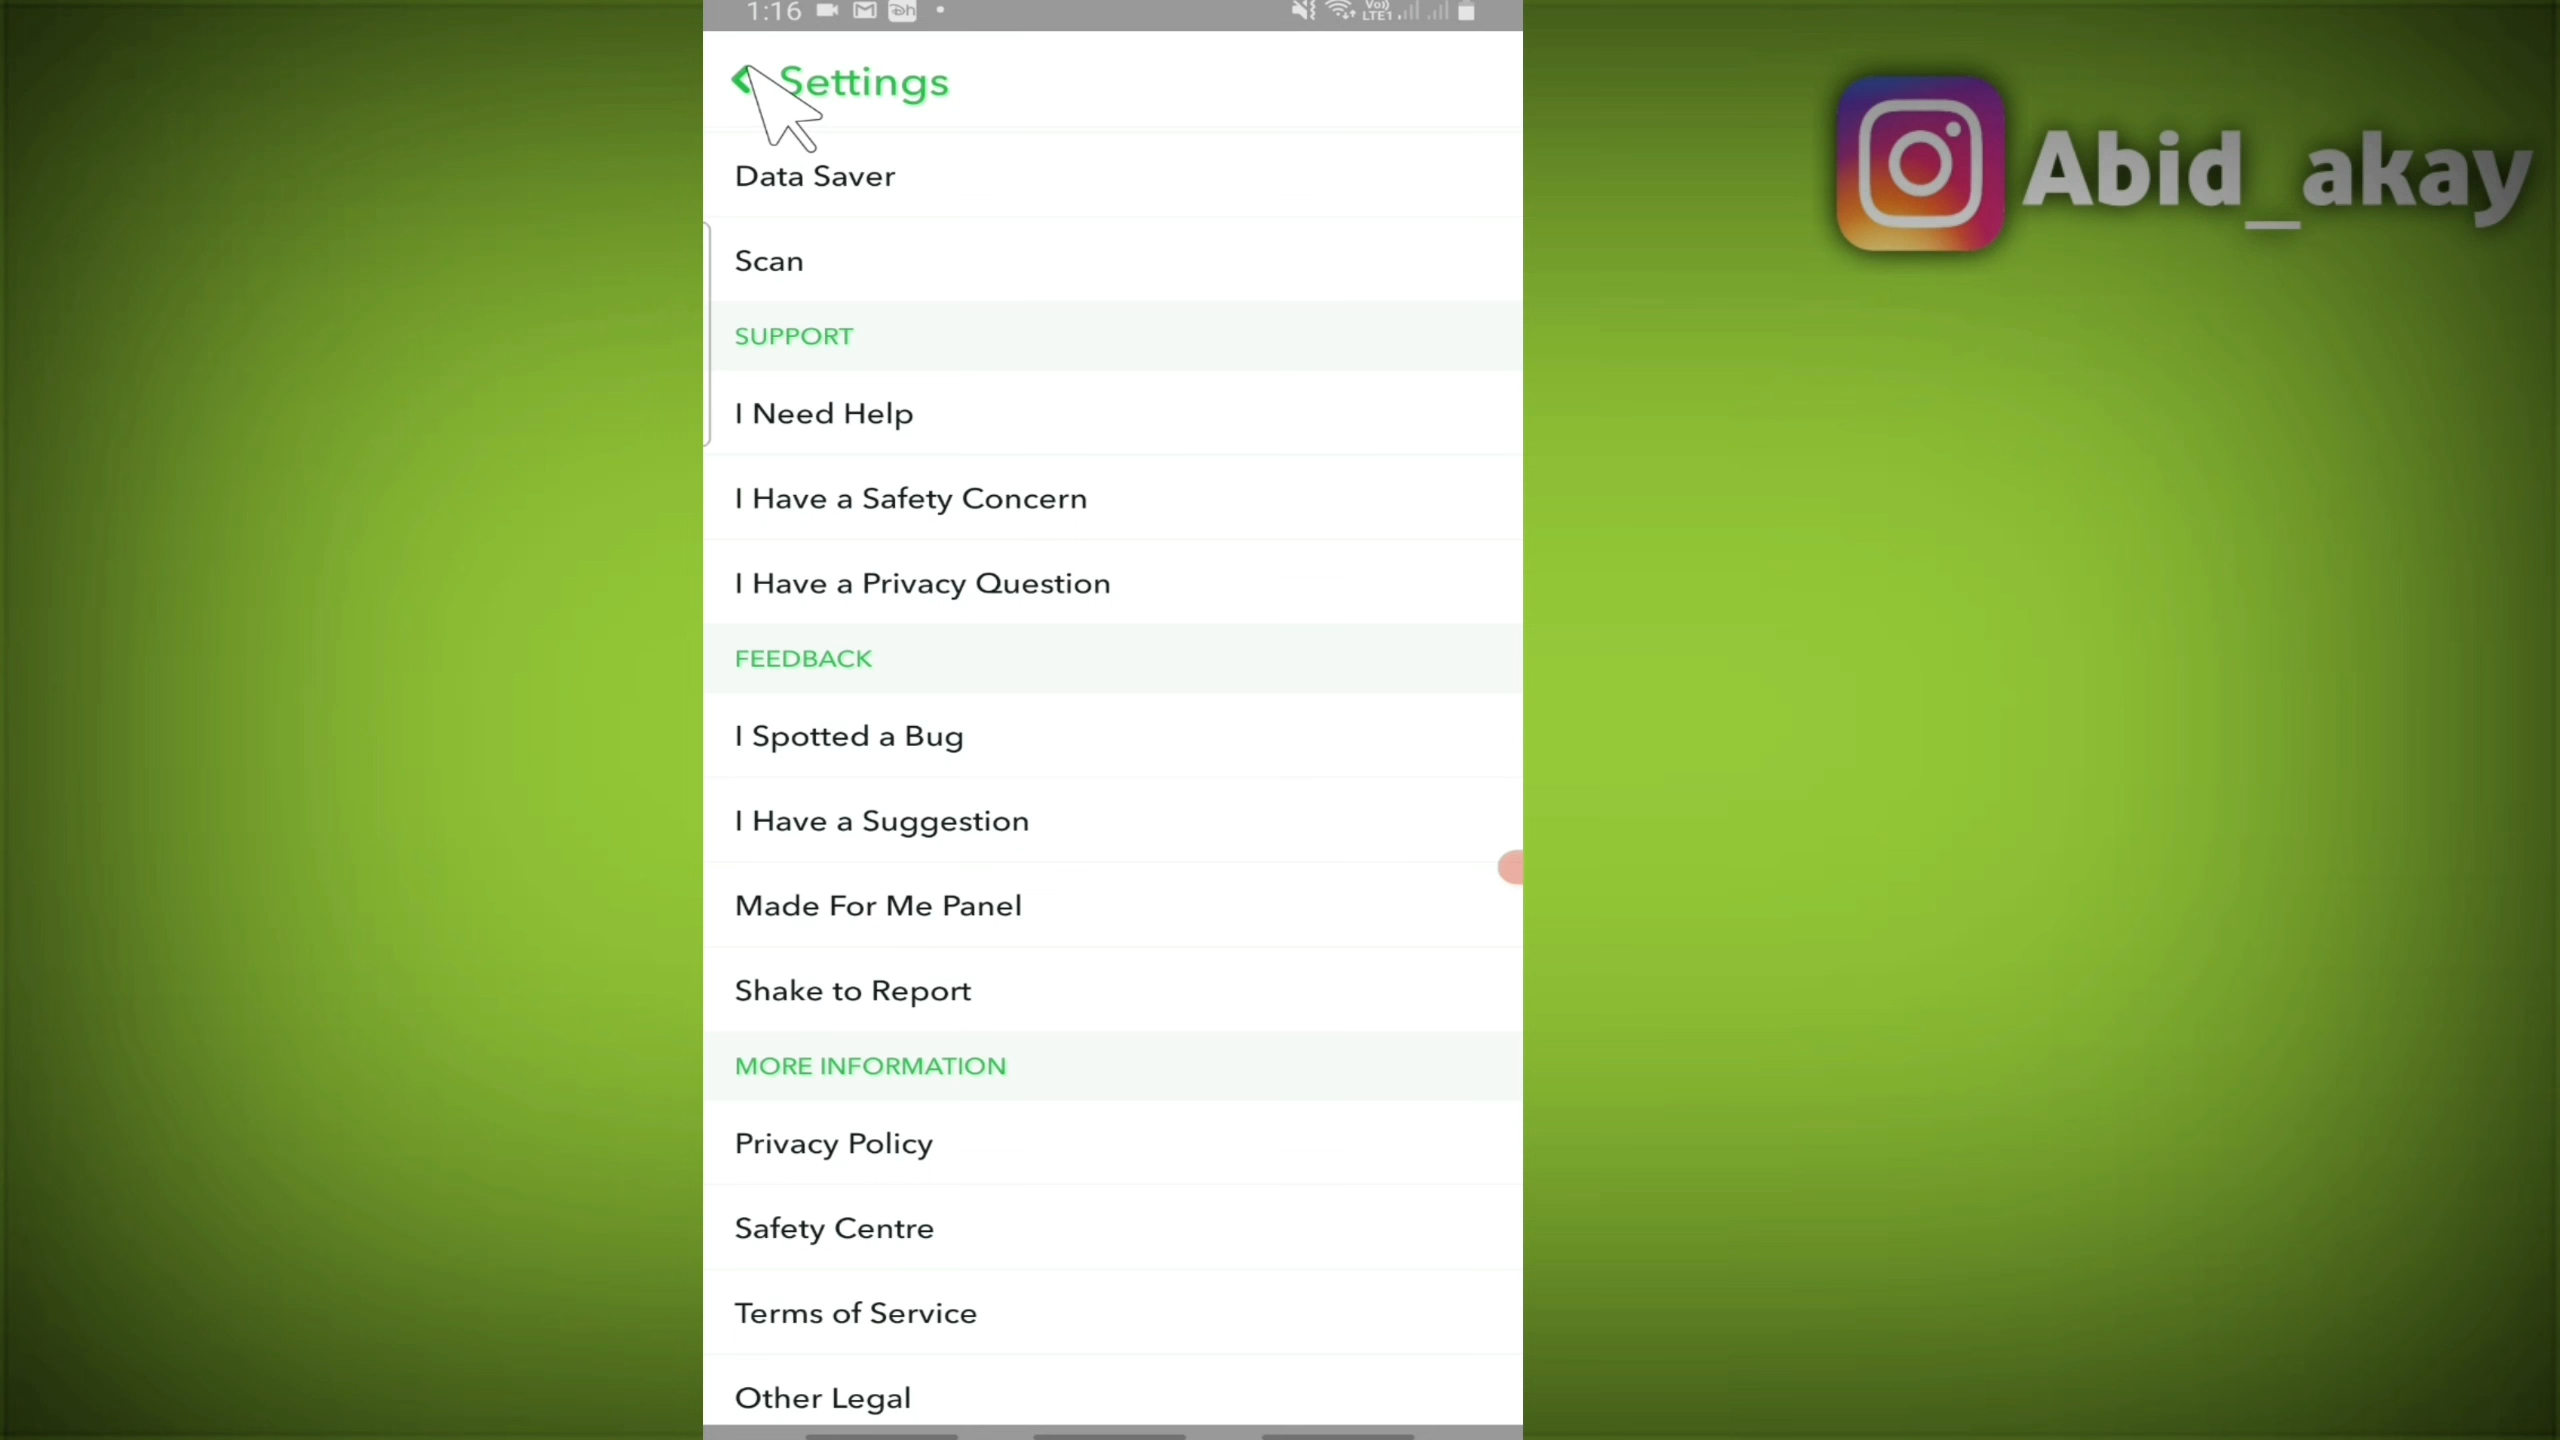 1:16
VoI)
LTE1
Settings
Abid_akay
Data Saver
Scan
SUPPORT
I Need Help
I Have a Safety Concern
I Have a Privacy Question
FEEDBACK
I Spotted a Bug
I Have a Suggestion
Made For Me Panel
Shake to Report
MORE INFORMATION
Privacy Policy
Safety Centre
Terms of Service
Other Legal